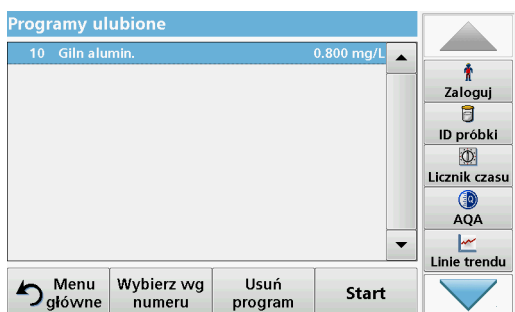 Programy ulubione
10 Giln alumin. 0.800 mg/L
Zaloguj
ID próbki
Licznik czasu
AQA
Linie trendu
Menu główne
Wybierz wg numeru
Usuń program
Start